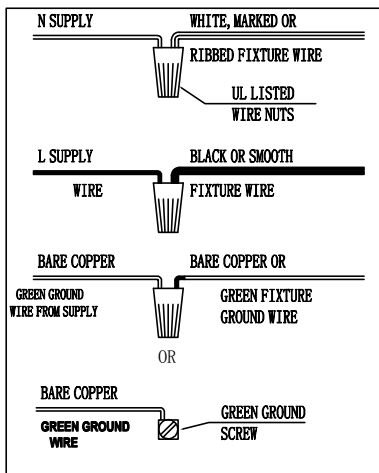 N SUPPLY
WHITE, MARKED OR
RIBBED FIXTURE WIRE
UL LISTED
WIRE NUTS
L SUPPLY
WIRE
BLACK OR SMOOTH
FIXTURE WIRE
BARE COPPER
GREEN GROUND
WIRE FROM SUPPLY
BARE COPPER OR
GREEN FIXTURE
GROUND WIRE
OR
BARE COPPER
GREEN GROUND
WIRE
GREEN GROUND
SCREW